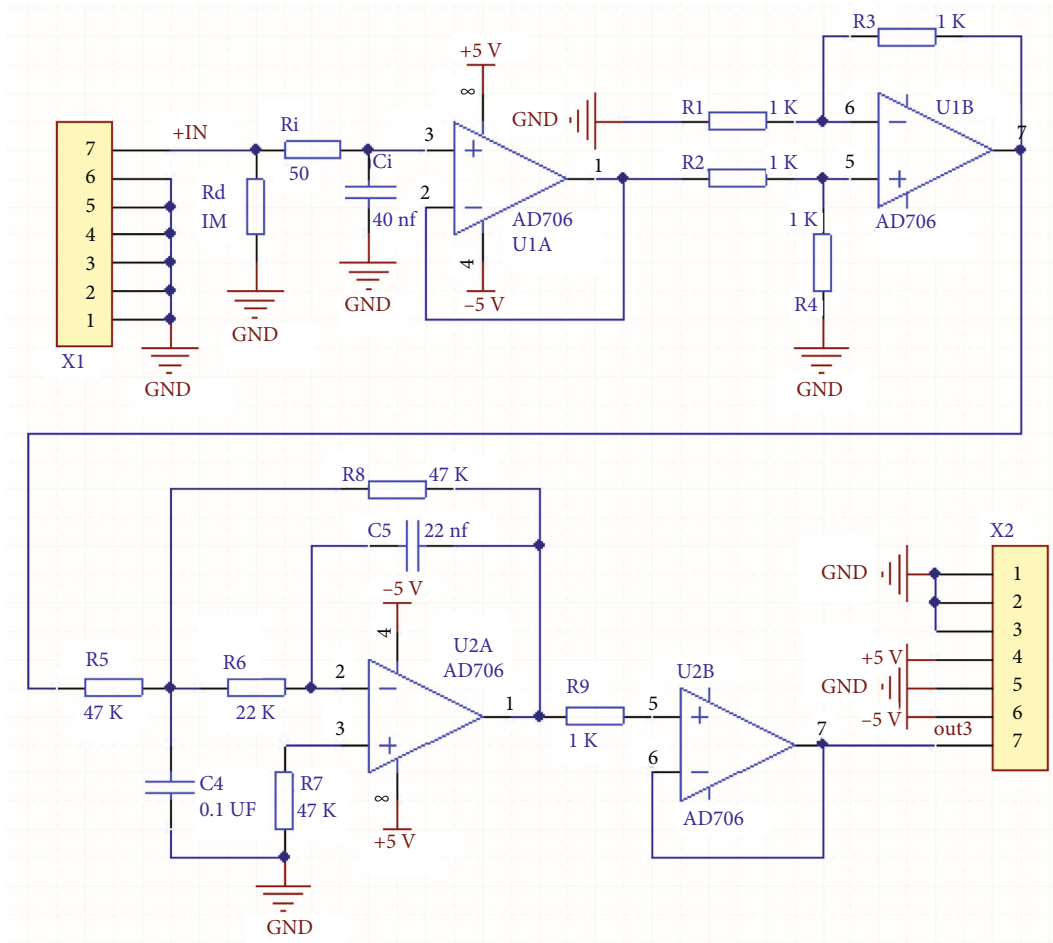 R3 1 K
+5 V
∞
R1 1 K
GND
6
U1B
+IN
Ri
50
3
Ci
40 nf
1
R2 1 K
5
7
AD706
7
6
5
4
3
2
1
X1
Rd
IM
2
AD706
U1A
4
–5 V
1 K
R4
GND
GND
GND
GND
R8 47 K
C5 22 nf
–5 V
4
U2A
AD706
R5
47 K
R6
22 K
2
3
1
∞
+5 V
R7
47 K
C4
0.1 UF
GND
R9
1 K
U2B
5
6
7
AD706
X2
GND
1
2
3
+5 V 4
GND 5
–5 V 6
out3 7